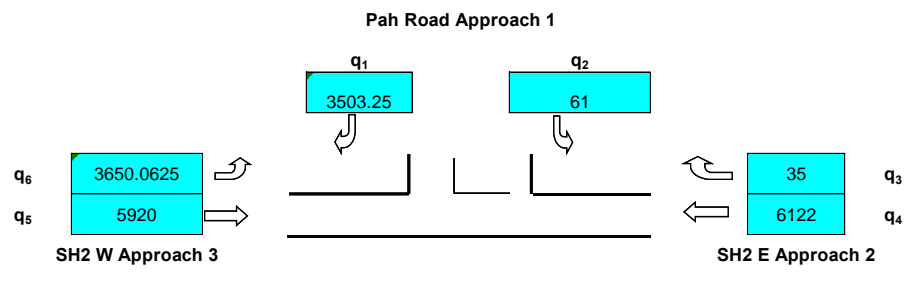 Pah Road Approach 1
q₁ q₂
3503.25 61
q₆ 3650.0625 35 q₃
q₅ 5920 6122 q₄
SH2 W Approach 3 SH2 E Approach 2